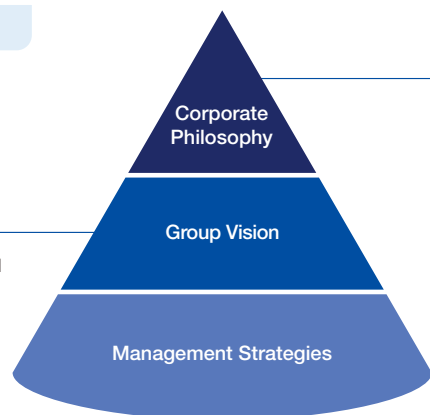 Corporate
Philosophy
Group Vision
Management Strategies